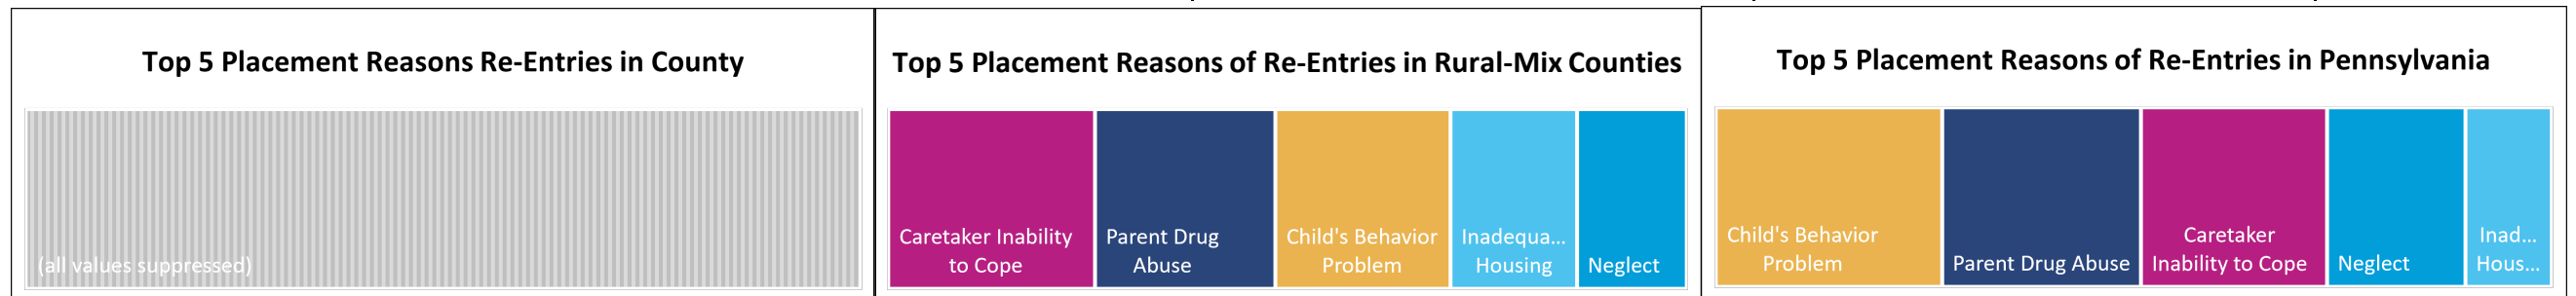 Top 5 Placement Reasons Re-Entries in County
(all values suppressed)
Top 5 Placement Reasons of Re-Entries in Rural-Mix Counties
Caretaker Inability
to Cope
Parent Drug
Abuse
Child's Behavior
Problem
Inadequa...
Housing
Neglect
Top 5 Placement Reasons of Re-Entries in Pennsylvania
Child's Behavior
Problem
Parent Drug Abuse
Caretaker
Inability to Cope
Neglect
Inad...
Hous...